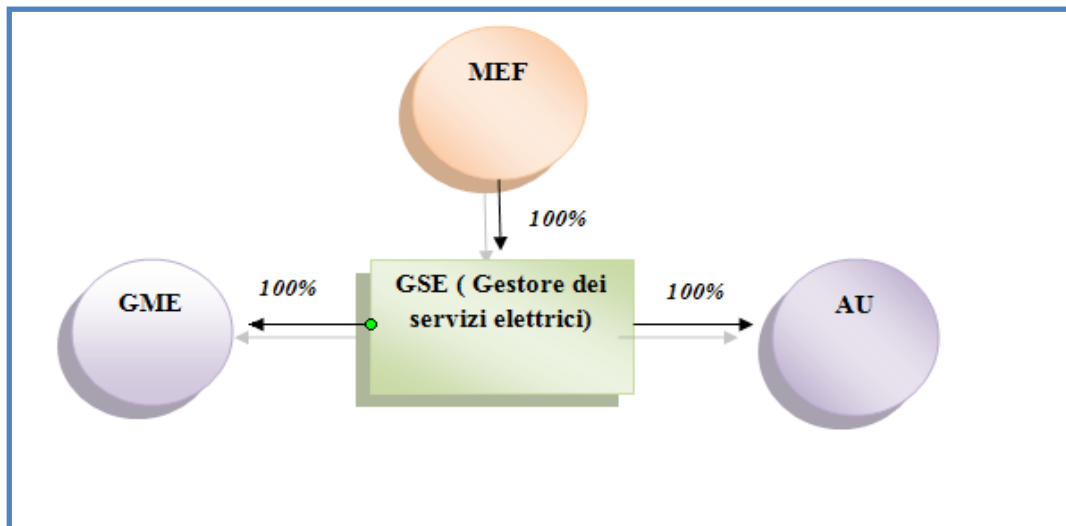 MEF
100%
GSE ( Gestore dei
servizi elettrici)
GME
100%
100%
AU